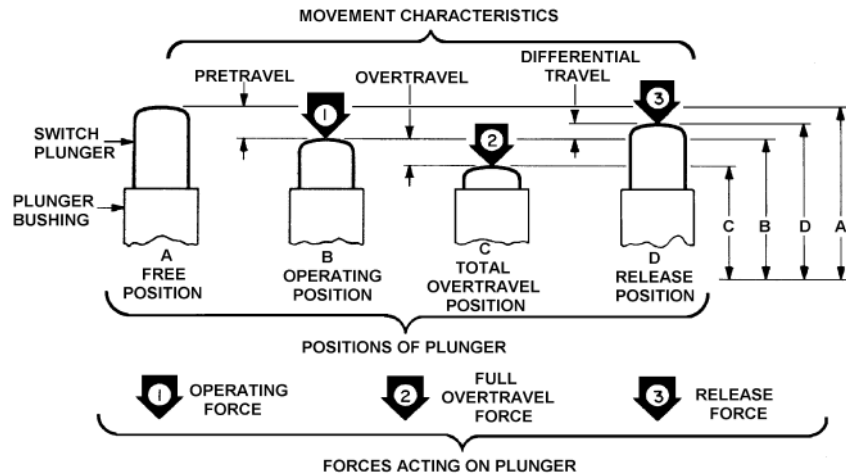 MOVEMENT CHARACTERISTICS
PRETRAVEL
OVERTRAVEL
DIFFERENTIAL
TRAVEL
1
2
3
SWITCH
PLUNGER
PLUNGER
BUSHING
A
FREE
POSITION
B
OPERATING
POSITION
C
TOTAL
OVERTRAVEL
POSITION
D
RELEASE
POSITION
C
B
D
A
POSITIONS OF PLUNGER
1
OPERATING
FORCE
2
FULL
OVERTRAVEL
FORCE
3
RELEASE
FORCE
FORCES ACTING ON PLUNGER